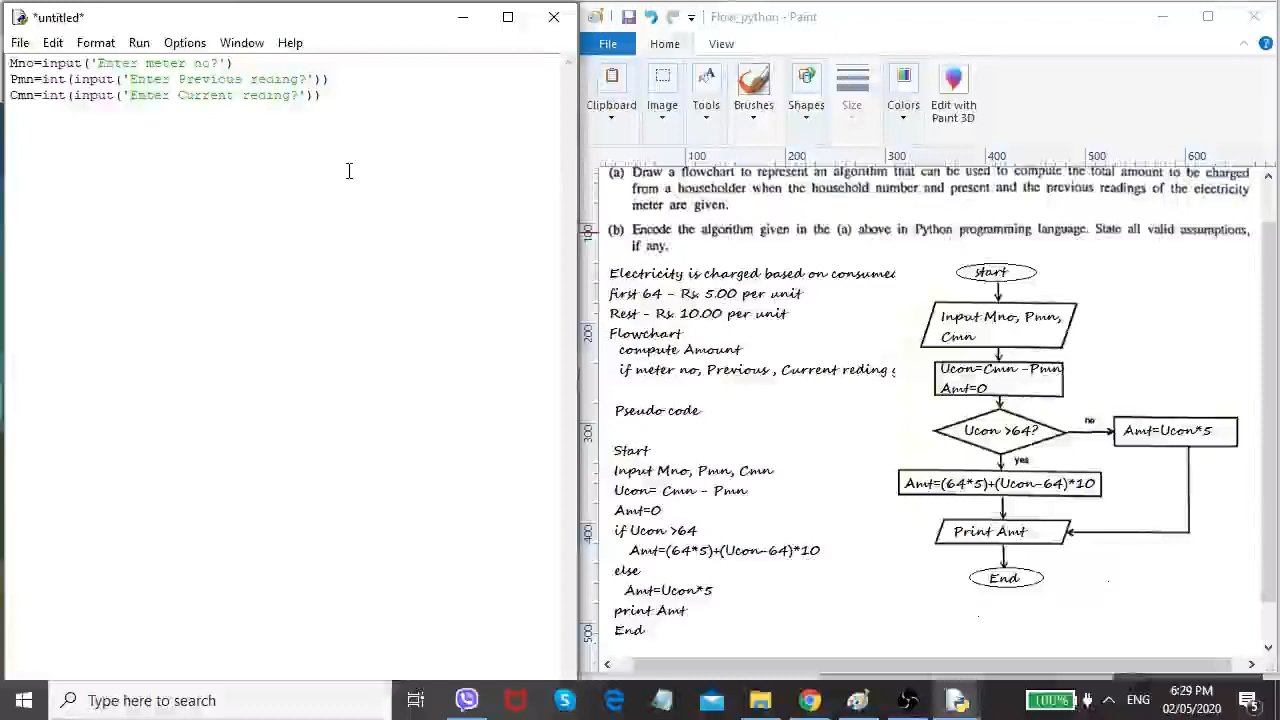 *untitled*
File Edit Format Run Options Window Help
Mno=input('Enter meter no?')
Pmn=int(input('Enter Previous reding?'))
Cmn=int(input('Enter Current reding?'))
Flow_python - Paint
File Home View
Clipboard Image Tools Brushes Shapes Size Colors Edit with
Paint 3D
100 200 300 400 500 600
100
200
300
400
500
(a) Draw a flowchart to represent an algorithm that can be used to compute the total amount to be charged
from a householder when the household number and present and the previous readings of the electricity
meter are given.
(b) Encode the algorithm given in the (a) above in Python programming language. State all valid assumptions,
if any.
Electricity is charged based on consumed
first 64 - Rs. 5.00 per unit
Rest - Rs 10.00 per unit
Flowchart
compute Amount
if meter no, Previous , Current reding
Pseudo code
Start
Input Mno, Pmn, Cmn
Ucon= Cmn - Pmn
Amt=0
if Ucon >64
Amt=(64*5)+(Ucon-64)*10
else
Amt=Ucon*5
print Amt
End
start
Input Mno, Pmn,
Cmn
Ucon=Cmn -Pmn
Amt=0
Ucon >64?
no
Amt=Ucon*5
yes
Amt=(64*5)+(Ucon-64)*10
Print Amt
End
Type here to search
100%
ENG
6:29 PM
02/05/2020
5